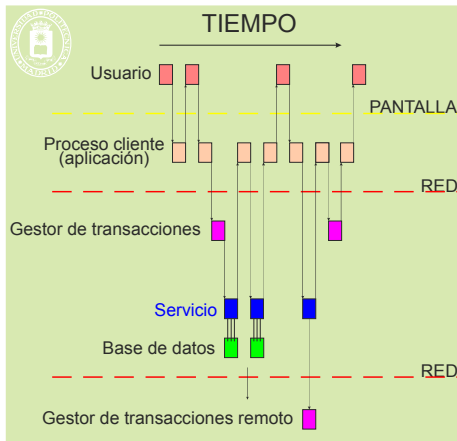 TIEMPO
Usuario
PANTALLA
Proceso cliente
(aplicación)
RED
Gestor de transacciones
Servicio
Base de datos
RED
Gestor de transacciones remoto